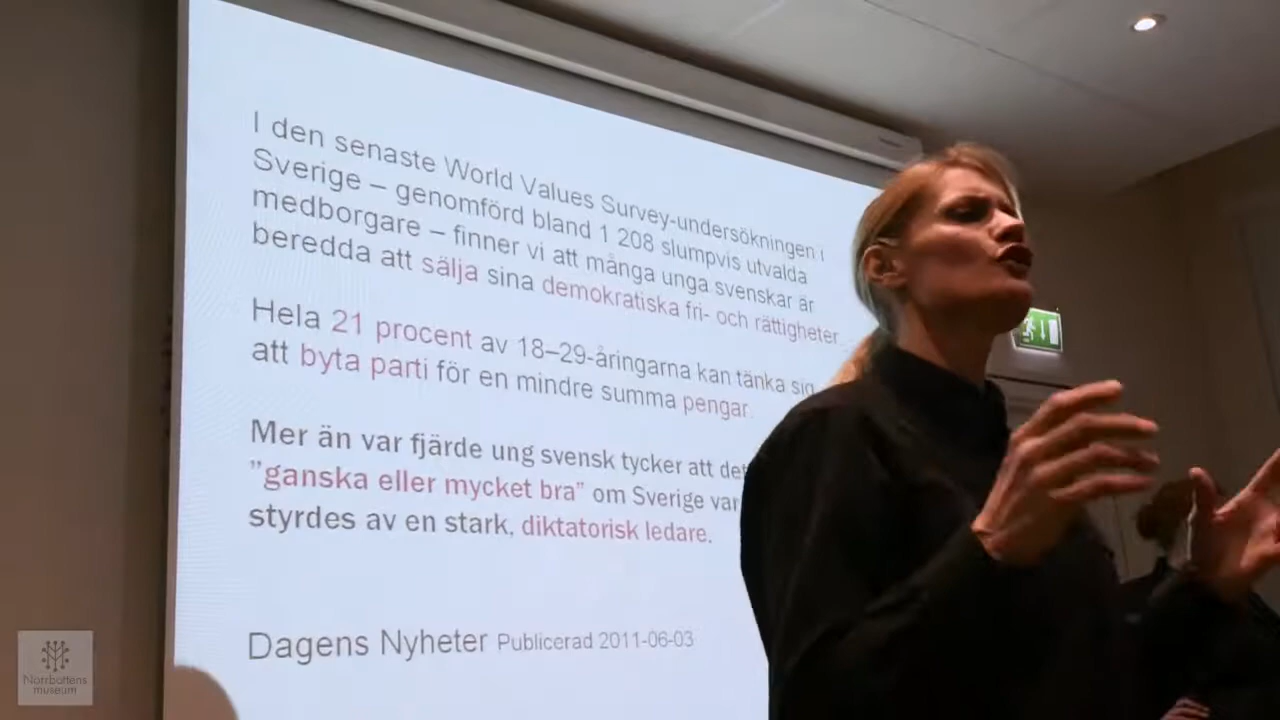 I den senaste World Values Survey-undersökningen i
Sverige – genomförd bland 1 208 slumpvis utvalda
medborgare – finner vi att många unga svenskar är
beredda att sälja sina demokratiska fri- och rättigheter.
Hela 21 procent av 18–29-åringarna kan tänka sig
att byta parti för en mindre summa pengar.
Mer än var fjärde ung svensk tycker att det
”ganska eller mycket bra” om Sverige var
styrdes av en stark, diktatorisk ledare.
Dagens Nyheter Publicerad 2011-06-03
Norrbottens
museum